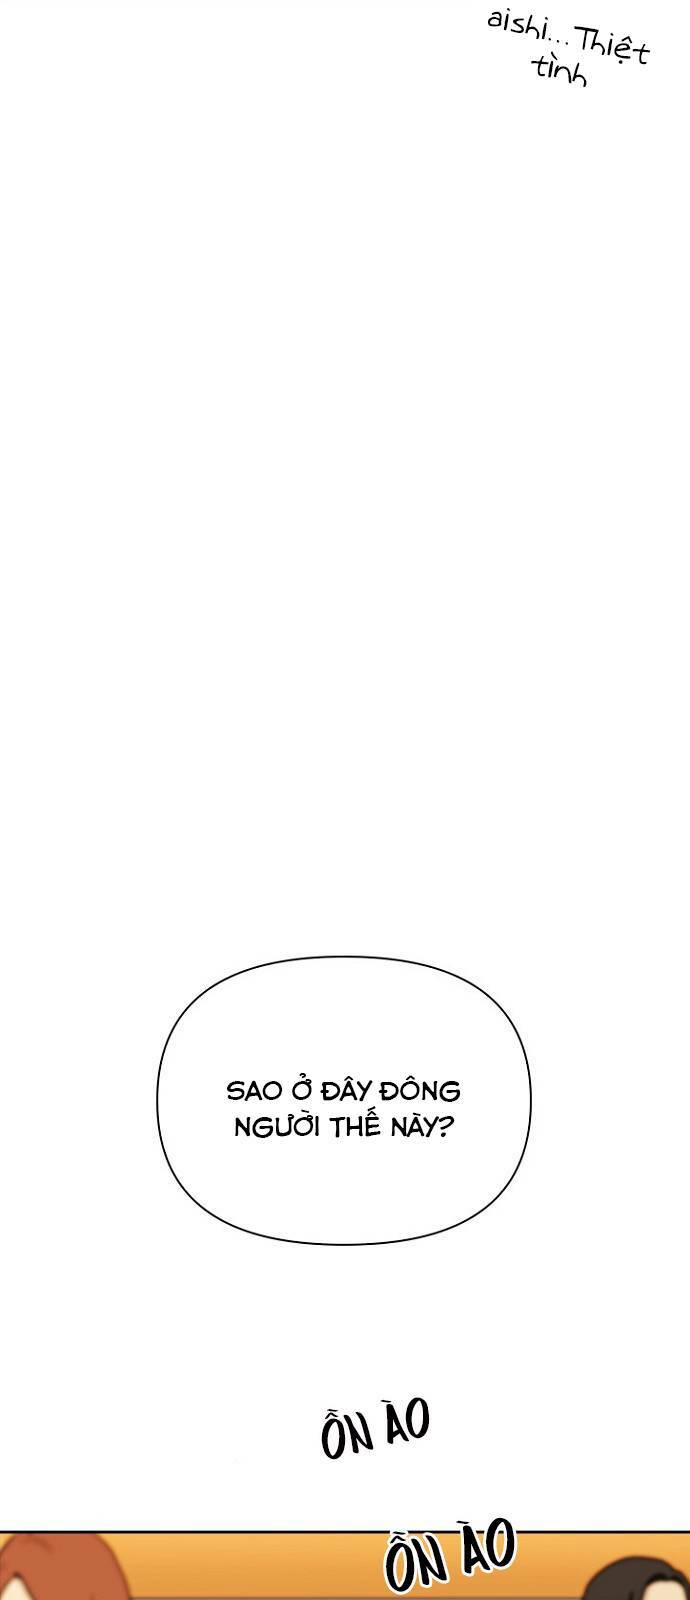 aishi...Thiệt
tình
SAO Ở ĐÂY ĐÔNG
NGƯỜI THẾ NÀY?
ỒN ÀO
ỒN ÀO